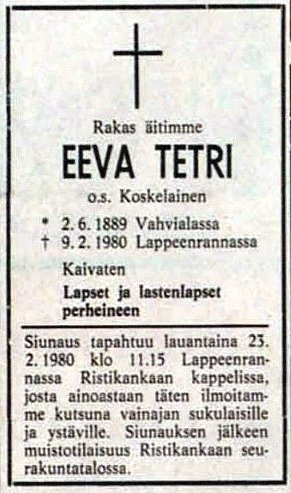 Rakas äitimme
EEVA TETRI
o.s. Koskelainen
* 2.6.1889 Vahvialassa
† 9.2.1980 Lappeenrannassa
Kaivaten
Lapset ja lastenlapset
perheineen
Siunaus tapahtuu lauantaina 23.
2.1980 klo 11.15 Lappeenran-
nassa Ristikankaan kappelissa,
josta ainoastaan täten ilmoitam-
me kutsuna vainajan sukulaisille
ja ystäville. Siunauksen jälkeen
muistotilaisuus Ristikankaan seu-
rakuntatalossa.